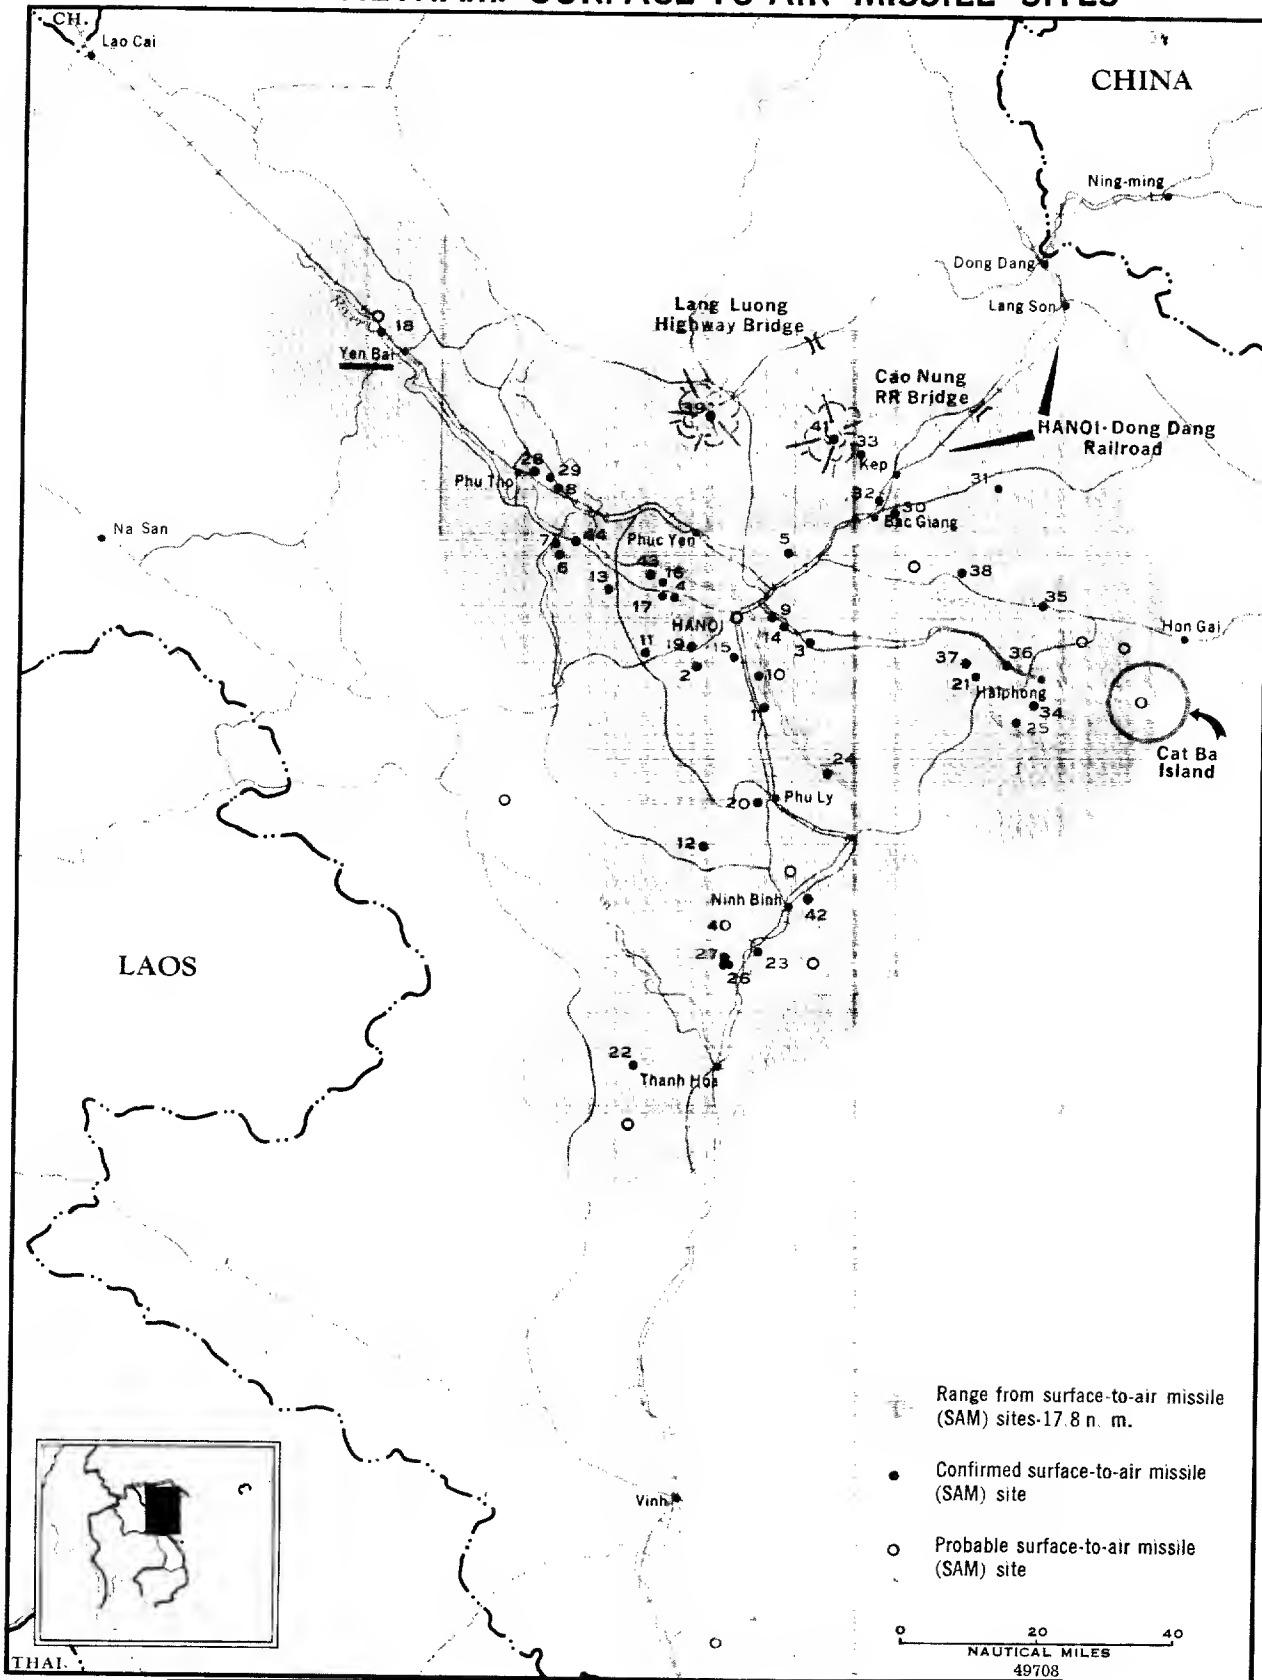 SURFACE-TO-AIR MISSILE SITES
CH.
Lao Cai
CHINA
Ning-ming
Dong Dang
Lang Son
Lang Luong
Highway Bridge
18
Yen Bai
Cao Nung
RR Bridge
39
41
33
Kep
HANOI-Dong Dang
Railroad
28
29
Phu Tho
8
32
31
30
Bac Giang
Na San
7
44
6
Phuc Yen
5
43
16
13
4
17
38
35
HANOI
9
14
3
Hon Gai
11
19
15
2
10
37
36
21
Haiphong
34
25
1
Cat Ba
Island
24
20
Phu Ly
12
Ninh Binh
42
40
27
23
26
LAOS
22
Thanh Hoa
Range from surface-to-air missile
(SAM) sites-17.8 n. m.
Confirmed surface-to-air missile
(SAM) site
Vinh
Probable surface-to-air missile
(SAM) site
0 20 40
NAUTICAL MILES
49708
THAI.